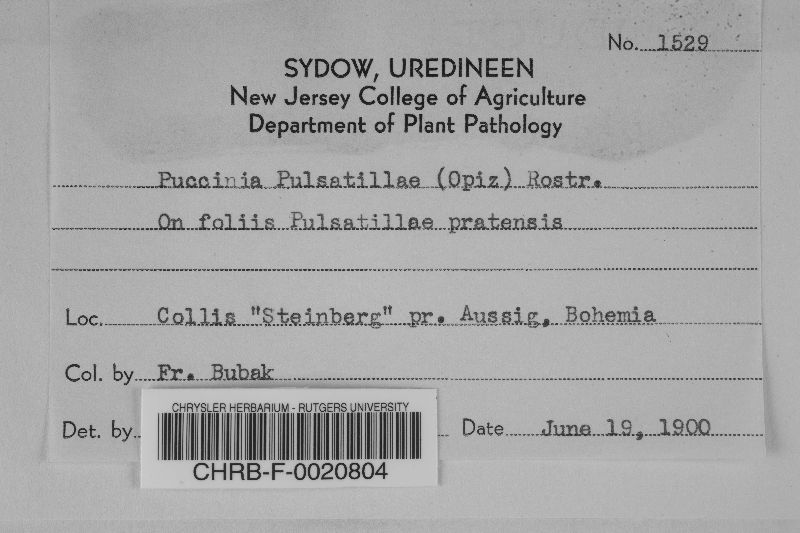 No. 1529
SYDOW, UREDINEEN
New Jersey College of Agriculture
Department of Plant Pathology
Puccinia Pulsatillae (Opiz) Rostr.
On foliis Pulsatillae pratensis
Loc. Collis "Steinberg" pr. Aussig, Bohemia
Col. by Fr. Bubak
Det. by Date June 19, 1900
CHRYSLER HERBARIUM - RUTGERS UNIVERSITY
CHRB-F-0020804